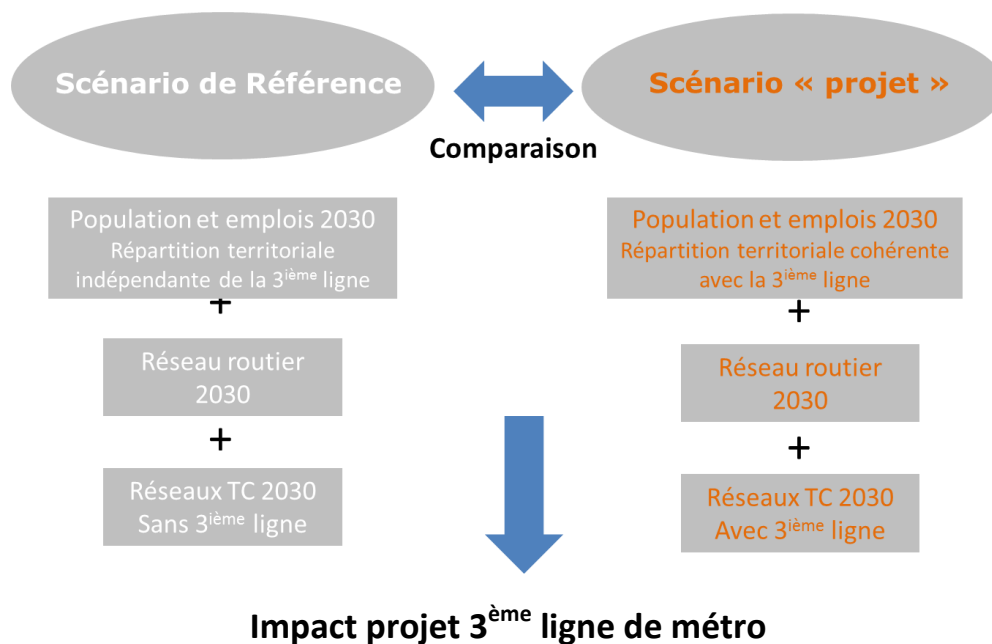 Scénario de Référence
Scénario « projet »
Comparaison
Population et emplois 2030
Répartition territoriale
indépendante de la 3ième ligne
+
Réseau routier
2030
+
Réseaux TC 2030
Sans 3ième ligne
Population et emplois 2030
Répartition territoriale cohérente
avec la 3ième ligne
+
Réseau routier
2030
+
Réseaux TC 2030
Avec 3ième ligne
Impact projet 3ème ligne de métro